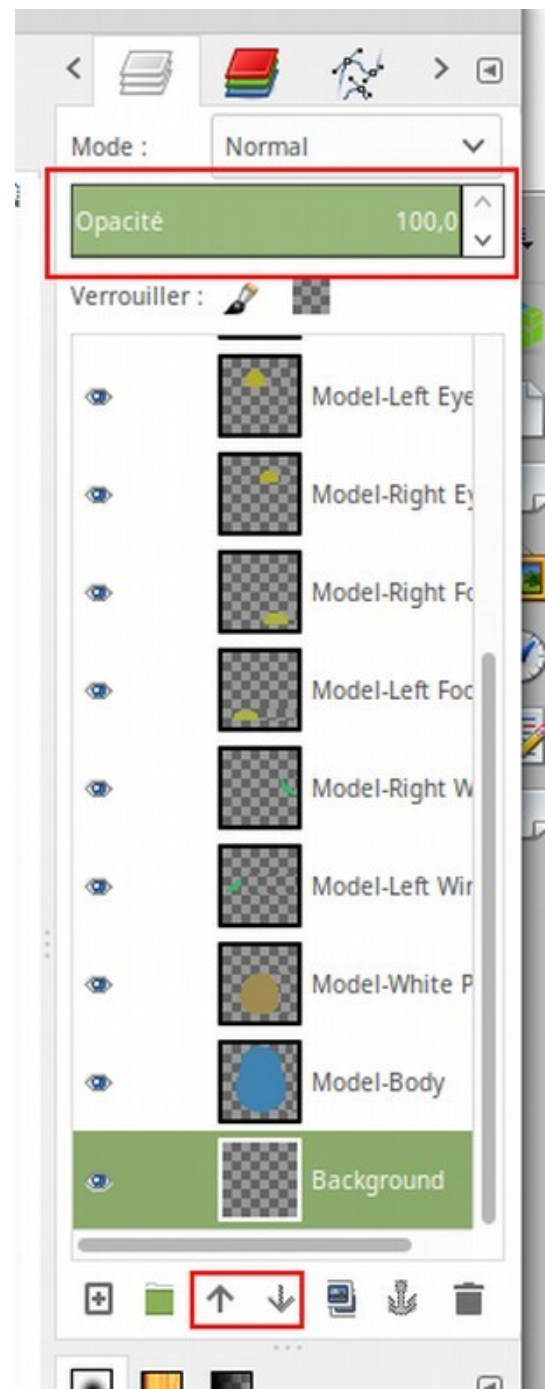 Mode : Normal
Opacité 100,0
Verrouiller :
Model-Left Eye
Model-Right Ey
Model-Right Fo
Model-Left Foo
Model-Right W
Model-Left Wir
Model-White P
Model-Body
Background